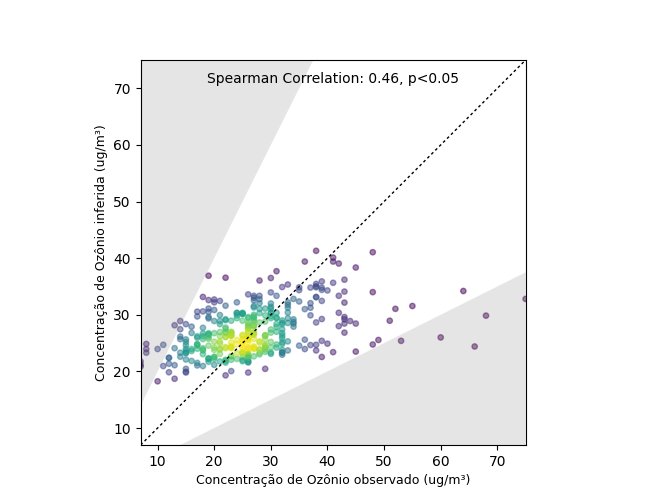 Spearman Correlation: 0.46, p<0.05
Concentração de Ozônio inferida (ug/m³)
70
60
50
40
30
20
10
10 20 30 40 50 60 70
Concentração de Ozônio observado (ug/m³)